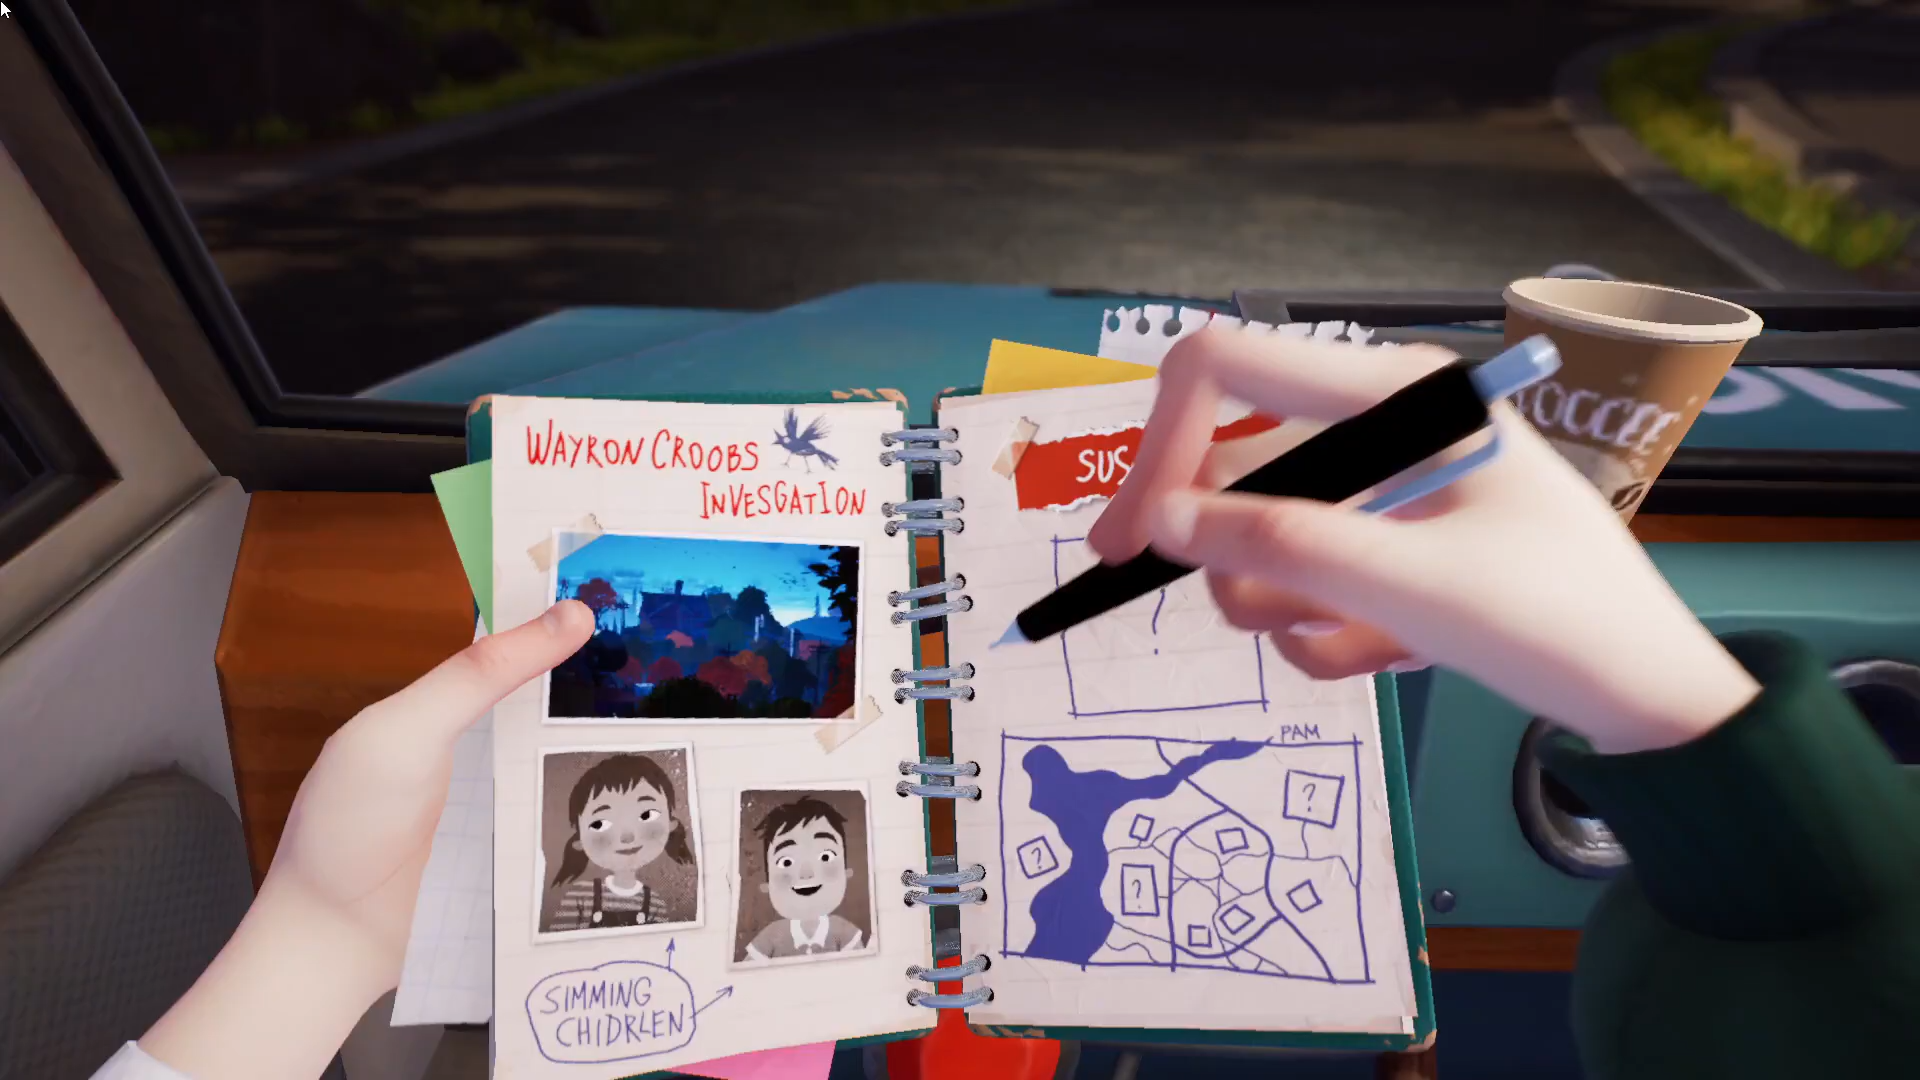 WAYRON CROOBS
INVESGATION
SIMMING
CHIDRLEN
SUS
?
PAM
?
?
?